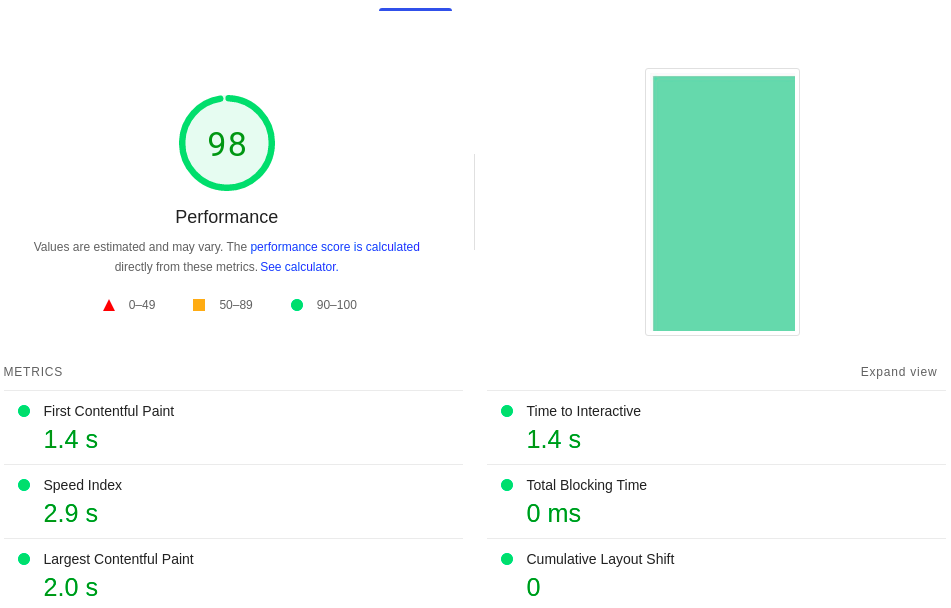 98
Performance
Values are estimated and may vary. The performance score is calculated
directly from these metrics. See calculator.
0–49 50–89 90–100
METRICS
Expand view
First Contentful Paint
1.4 s
Time to Interactive
1.4 s
Speed Index
2.9 s
Total Blocking Time
0 ms
Largest Contentful Paint
2.0 s
Cumulative Layout Shift
0